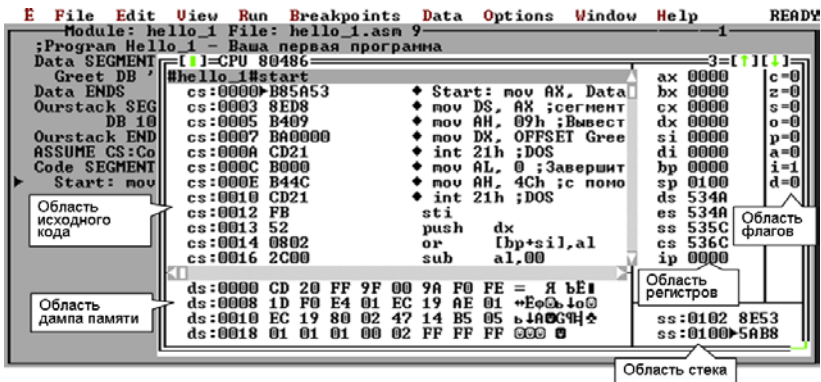 E File Edit View Run Breakpoints Data Options Window Help READY
Module: hello_1 File: hello_1.asm 9 1
;Program Hello_1 – Ваша первая программа
Data SEGMENT [■]=CPU 80486 3=[↑][↓]
Greet DB ' #hello_1#start ax 0000 c=0
Data ENDS cs:0000►B85A53 ♦ Start: mov AX, Data bx 0000 z=0
Ourstack SEG cs:0003 8ED8 ♦ mov DS, AX ;сегмент cx 0000 s=0
DB 10 cs:0005 B409 ♦ mov AH, 09h ;Вывест dx 0000 o=0
Ourstack END cs:0007 BA0000 ♦ mov DX, OFFSET Gree si 0000 p=0
ASSUME CS:Co cs:000A CD21 ♦ int 21h ;DOS di 0000 a=0
Code SEGMENT cs:000C B000 ♦ mov AL, 0 ;Завершит bp 0000 i=1
► Start: mov cs:000E B44C ♦ mov AH, 4Ch ;с помо sp 0100 d=0
cs:0010 CD21 ♦ int 21h ;DOS ds 534A
cs:0012 FB sti es 534A
cs:0013 52 push dx ss 535C
cs:0014 0802 or [bp+si],al cs 536C
cs:0016 2C00 sub al,00 ip 0000
Область
исходного
кода
Область
флагов
Область
регистров
ds:0000 CD 20 FF 9F 00 9A F0 FE = Я ЪЁ■
ds:0008 1D F0 E4 01 EC 19 AE 01
ds:0010 EC 19 80 02 47 14 B5 05 ss:0102 8E53
ds:0018 01 01 01 00 02 FF FF FF ss:0100►5AB8
Область
дампа памяти
Область стека